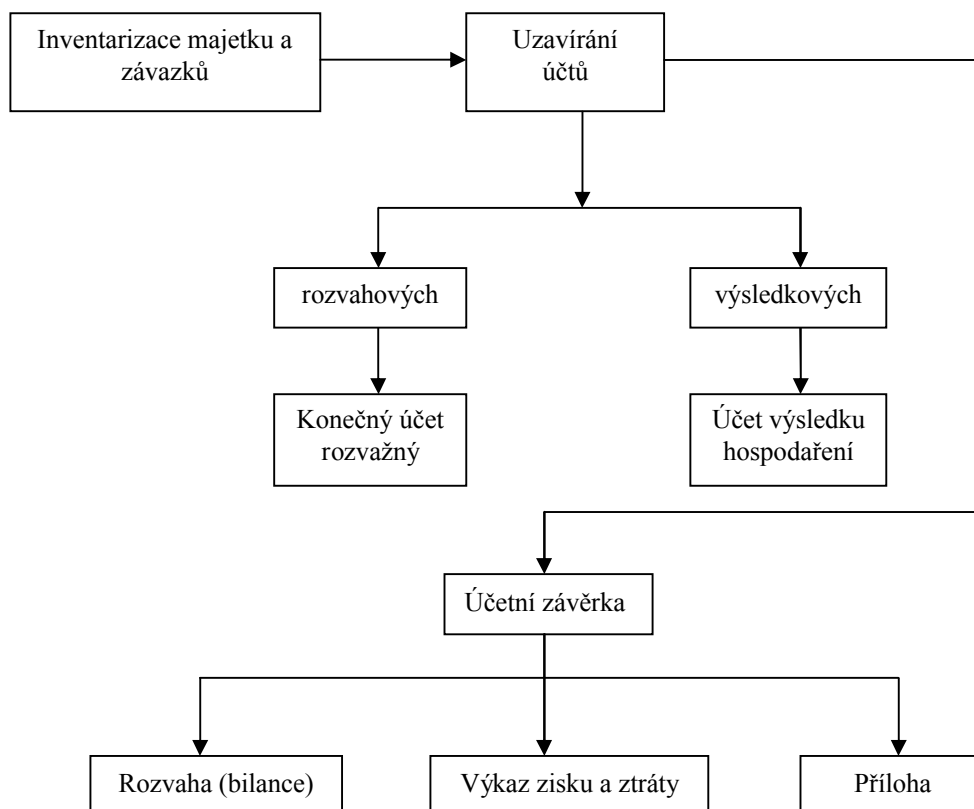 Inventarizace majetku a
závazků
Uzavírání
účtů
rozvahových
výsledkových
Konečný účet
rozvažný
Účet výsledku
hospodaření
Účetní závěrka
Rozvaha (bilance)
Výkaz zisku a ztráty
Příloha